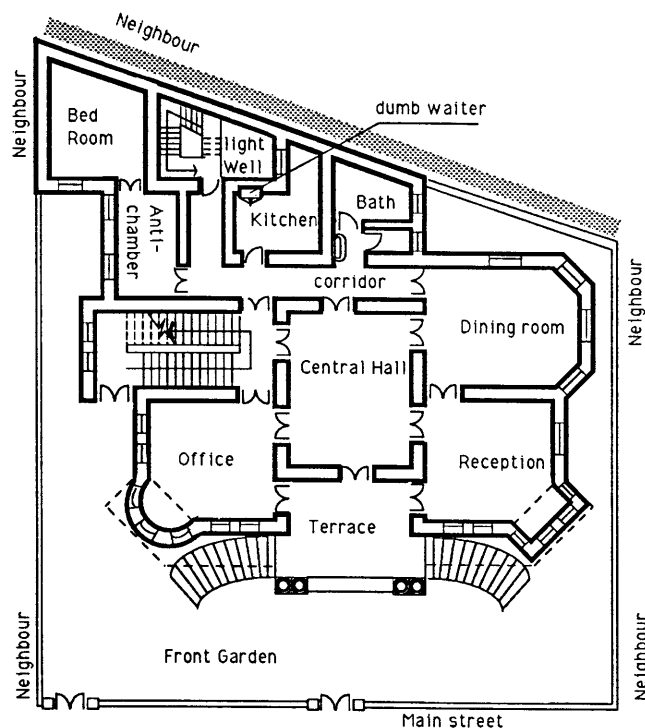 Neighbour
Neighbour
dumb waiter
Bed
Room
light
Well
Bath
Kitchen
Anti-
chamber
corridor
Neighbour
Dining room
Central Hall
Office
Reception
Terrace
Neighbour
Neighbour
Front Garden
Main street